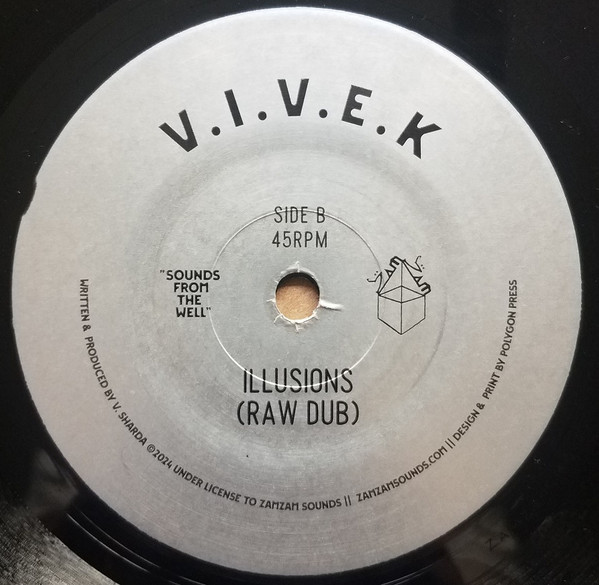 V.I.V.E.K
SIDE B
45RPM
"SOUNDS
FROM
THE
WELL"
ILLUSIONS
(RAW DUB)
WRITTEN & PRODUCED BY V. SHARDA ©2024 UNDER LICENSE TO ZAMZAM SOUNDS || ZAMZAMSOUNDS.COM || DESIGN & PRINT BY POLYGON PRESS